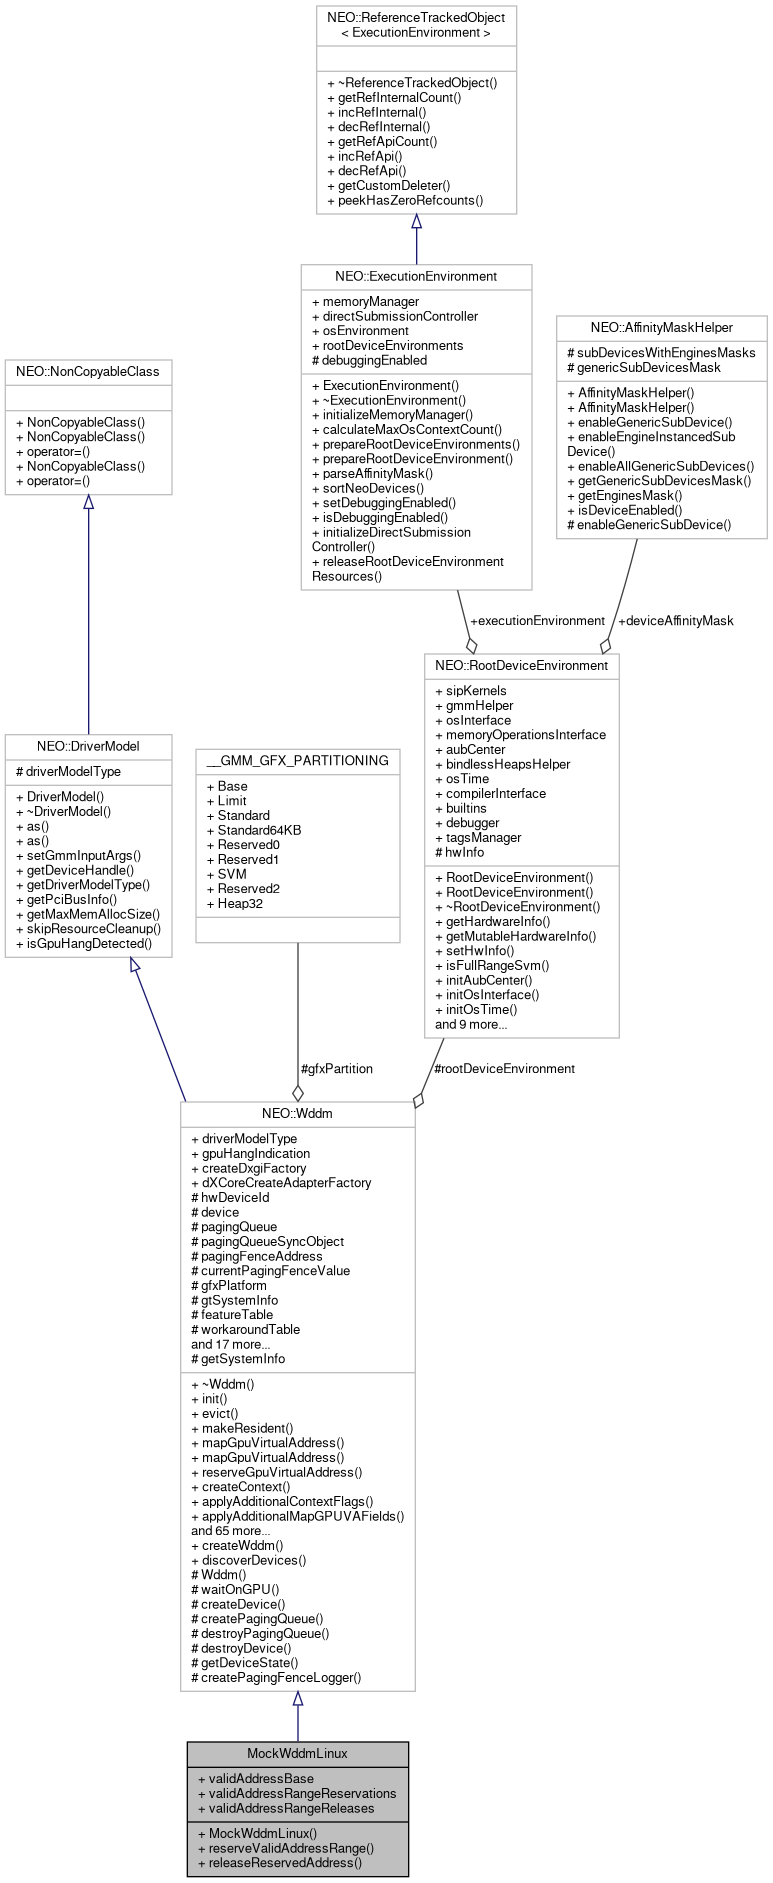 NEO::ReferenceTrackedObject
< ExecutionEnvironment >
+ ~ReferenceTrackedObject()
+ getRefInternalCount()
+ incRefInternal()
+ decRefInternal()
+ getRefApiCount()
+ incRefApi()
+ decRefApi()
+ getCustomDeleter()
+ peekHasZeroRefcounts()
NEO::ExecutionEnvironment
+ memoryManager
+ directSubmissionController
+ osEnvironment
+ rootDeviceEnvironments
# debuggingEnabled
+ ExecutionEnvironment()
+ ~ExecutionEnvironment()
+ initializeMemoryManager()
+ calculateMaxOsContextCount()
+ prepareRootDeviceEnvironments()
+ prepareRootDeviceEnvironment()
+ parseAffinityMask()
+ sortNeoDevices()
+ setDebuggingEnabled()
+ isDebuggingEnabled()
+ initializeDirectSubmission
Controller()
+ releaseRootDeviceEnvironment
Resources()
NEO::AffinityMaskHelper
# subDevicesWithEnginesMasks
# genericSubDevicesMask
+ AffinityMaskHelper()
+ AffinityMaskHelper()
+ enableGenericSubDevice()
+ enableEngineInstancedSub
Device()
+ enableAllGenericSubDevices()
+ getGenericSubDevicesMask()
+ getEnginesMask()
+ isDeviceEnabled()
# enableGenericSubDevice()
NEO::NonCopyableClass
+ NonCopyableClass()
+ NonCopyableClass()
+ operator=()
+ NonCopyableClass()
+ operator=()
+executionEnvironment
+deviceAffinityMask
NEO::RootDeviceEnvironment
+ sipKernels
+ gmmHelper
+ osInterface
+ memoryOperationsInterface
+ aubCenter
+ bindlessHeapsHelper
+ osTime
+ compilerInterface
+ builtins
+ debugger
+ tagsManager
# hwInfo
+ RootDeviceEnvironment()
+ RootDeviceEnvironment()
+ ~RootDeviceEnvironment()
+ getHardwareInfo()
+ getMutableHardwareInfo()
+ setHwInfo()
+ isFullRangeSvm()
+ initAubCenter()
+ initOsInterface()
+ initOsTime()
and 9 more...
NEO::DriverModel
# driverModelType
+ DriverModel()
+ ~DriverModel()
+ as()
+ as()
+ setGmmInputArgs()
+ getDeviceHandle()
+ getDriverModelType()
+ getPciBusInfo()
+ getMaxMemAllocSize()
+ skipResourceCleanup()
+ isGpuHangDetected()
__GMM_GFX_PARTITIONING
+ Base
+ Limit
+ Standard
+ Standard64KB
+ Reserved0
+ Reserved1
+ SVM
+ Reserved2
+ Heap32
#gfxPartition
#rootDeviceEnvironment
NEO::Wddm
+ driverModelType
+ gpuHangIndication
+ createDxgiFactory
+ dXCoreCreateAdapterFactory
# hwDeviceId
# device
# pagingQueue
# pagingQueueSyncObject
# pagingFenceAddress
# currentPagingFenceValue
# gfxPlatform
# gtSystemInfo
# featureTable
# workaroundTable
and 17 more...
# getSystemInfo
+ ~Wddm()
+ init()
+ evict()
+ makeResident()
+ mapGpuVirtualAddress()
+ mapGpuVirtualAddress()
+ reserveGpuVirtualAddress()
+ createContext()
+ applyAdditionalContextFlags()
+ applyAdditionalMapGPUVAFields()
and 65 more...
+ createWddm()
+ discoverDevices()
# Wddm()
# waitOnGPU()
# createDevice()
# createPagingQueue()
# destroyPagingQueue()
# destroyDevice()
# getDeviceState()
# createPagingFenceLogger()
MockWddmLinux
+ validAddressBase
+ validAddressRangeReservations
+ validAddressRangeReleases
+ MockWddmLinux()
+ reserveValidAddressRange()
+ releaseReservedAddress()